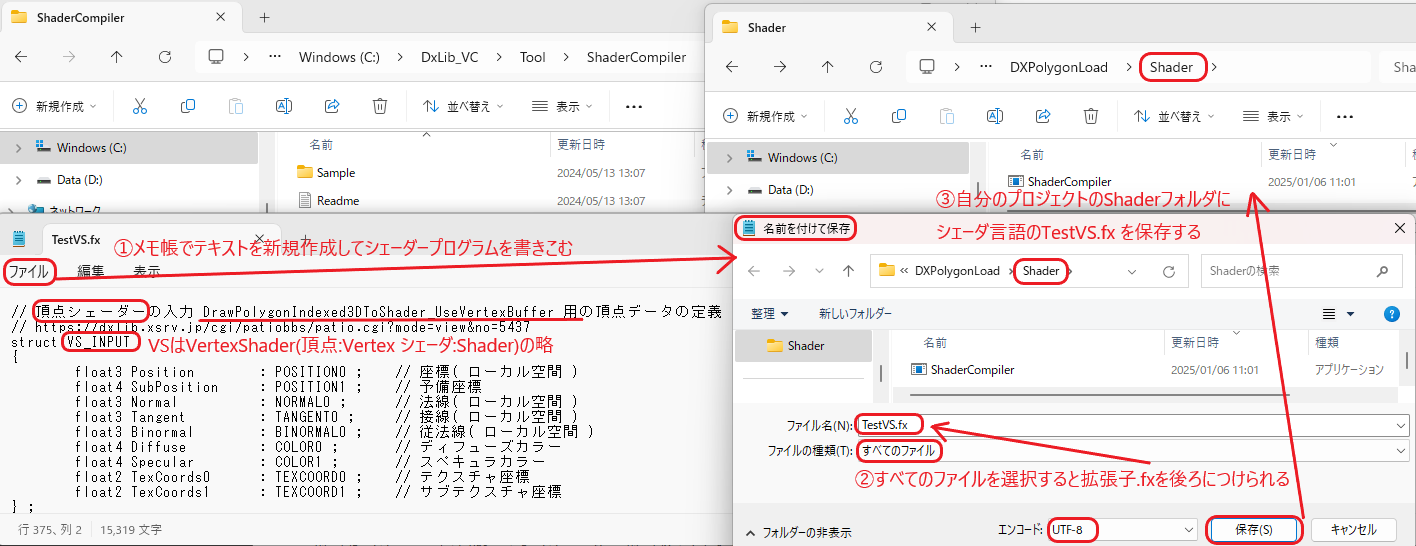 ShaderCompiler
Windows (C:) > DxLib_VC > Tool > ShaderCompiler
新規作成
並べ替え
表示
名前
更新日時
Windows (C:)
Data (D:)
ネットワーク
Sample 2024/05/13 13:07
Readme 2024/05/13 13:07
Shader
DXPolygonLoad > Shader
Sha
新規作成
並べ替え
表示
名前
更新日時
種
Windows (C:)
Data (D:)
ShaderCompiler 2025/01/06 11:01
③自分のプロジェクトのShaderフォルダに
シェーダ言語のTestVS.fx を保存する
TestVS.fx
①メモ帳でテキストを新規作成してシェーダープログラムを書きこむ
ファイル 編集 表示
// 頂点シェーダーの入力 DrawPolygonIndexed3DToShader_UseVertexBuffer 用の頂点データの定義
// https://dxlib.xsrv.jp/cgi/patiobbs/patio.cgi?mode=view&no=5437
struct VS_INPUT
VSはVertexShader(頂点:Vertex シェーダ:Shader)の略
{
float3 Position : POSITION0 ; // 座標( ローカル空間 )
float4 SubPosition : POSITION1 ; // 予備座標
float3 Normal : NORMAL0 ; // 法線( ローカル空間 )
float3 Tangent : TANGENT0 ; // 接線( ローカル空間 )
float3 Binormal : BINORMAL0 ; // 従法線( ローカル空間 )
float4 Diffuse : COLOR0 ; // ディフューズカラー
float4 Specular : COLOR1 ; // スペキュラカラー
float2 TexCoords0 : TEXCOORD0 ; // テクスチャ座標
float2 TexCoords1 : TEXCOORD1 ; // サブテクスチャ座標
} ;
行 375、列 2 15,319 文字
名前を付けて保存
« DXPolygonLoad > Shader
Shaderの検索
整理
新しいフォルダー
Shader
名前 更新日時 種類
ShaderCompiler 2025/01/06 11:01 アプリケーション
ファイル名(N): TestVS.fx
ファイルの種類(T): すべてのファイル
②すべてのファイルを選択すると拡張子.fxを後ろにつけられる
フォルダーの非表示
エンコード: UTF-8
保存(S)
キャンセル